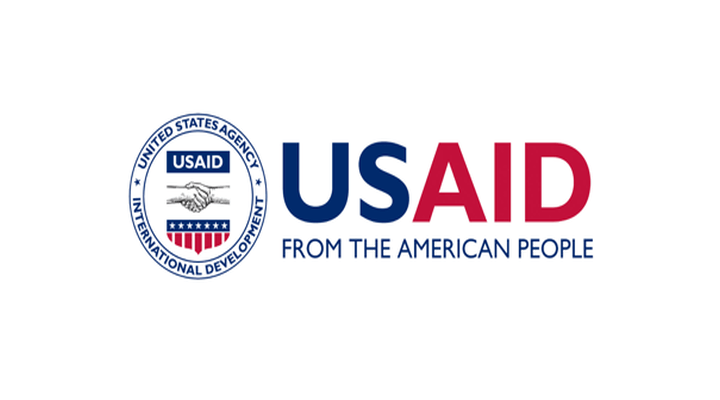 UNITED STATES AGENCY
USAID
INTERNATIONAL DEVELOPMENT
USAID
FROM THE AMERICAN PEOPLE